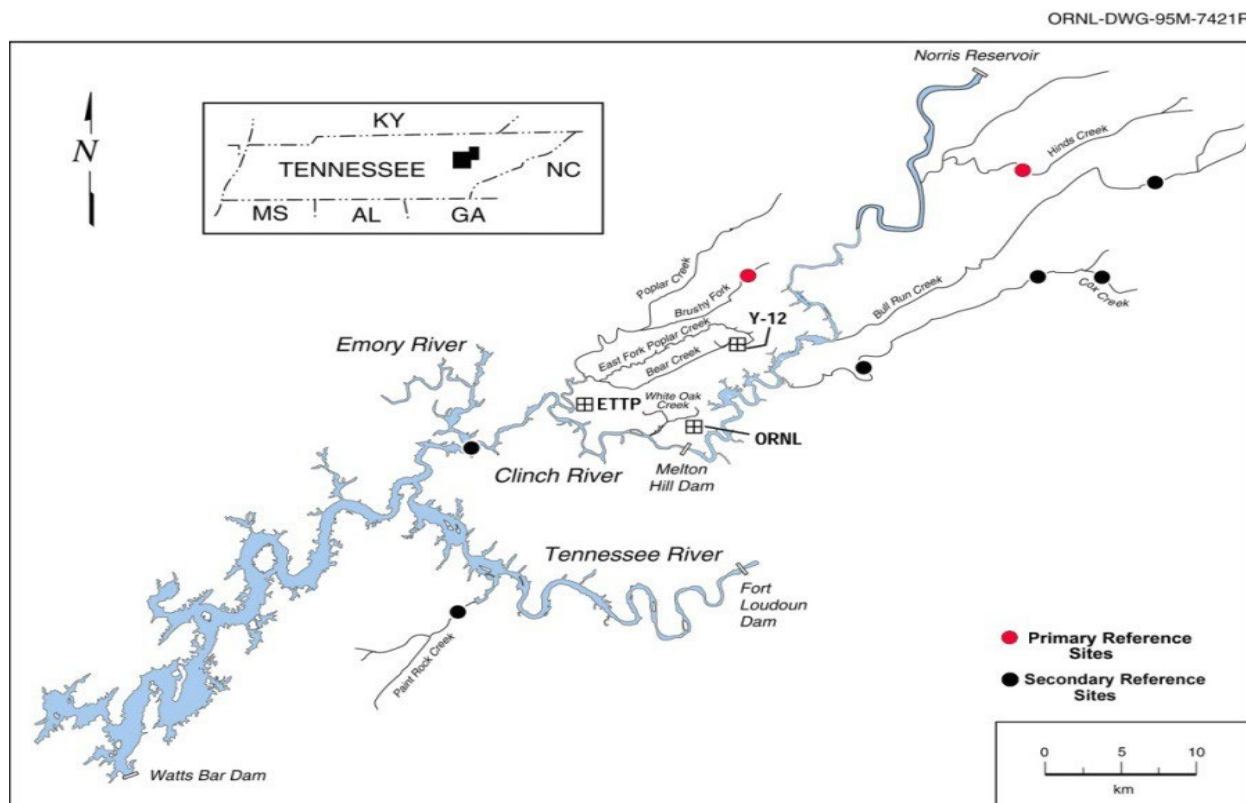 ORNL-DWG-95M-7421R
Norris Reservoir
N
KY
TENNESSEE
NC
MS
AL
GA
Hinds Creek
Poplar Creek
Brushy Fork
Bull Run Creek
Cox Creek
Y-12
East Fork Poplar Creek
Emory River
Bear Creek
White Oak
Creek
ETTP
ORNL
Clinch River
Melton
Hill Dam
Tennessee River
Fort
Loudoun
Dam
Paint Rock Creek
Primary Reference
Sites
Secondary Reference
Sites
Watts Bar Dam
0 5 10
km